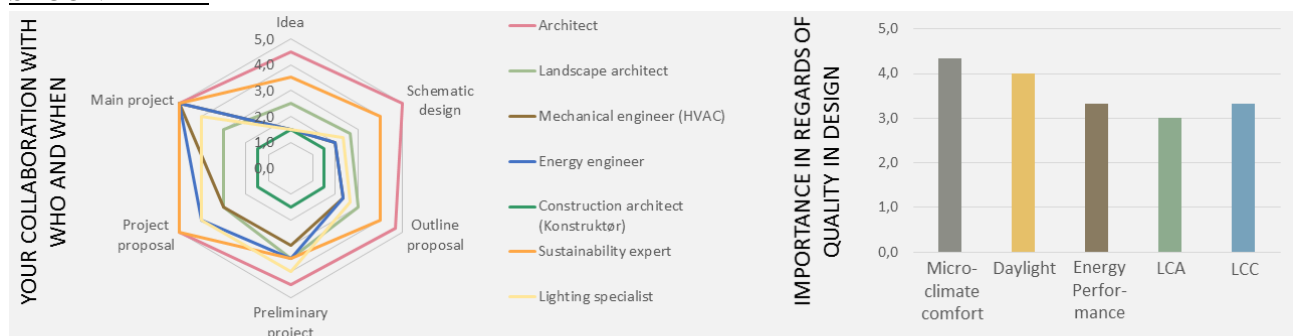 YOUR COLLABORATION WITH
WHO AND WHEN
Idea
5,0
4,0
3,0
2,0
1,0
0,0
Schematic
design
Outline
proposal
Preliminary
project
Project
proposal
Main project
Architect
Landscape architect
Mechanical engineer (HVAC)
Energy engineer
Construction architect
(Konstruktør)
Sustainability expert
Lighting specialist
IMPORTANCE IN REGARDS OF
QUALITY IN DESIGN
5,0
4,0
3,0
2,0
1,0
0,0
Micro-
climate
comfort
Daylight
Energy
Perfor-
mance
LCA
LCC